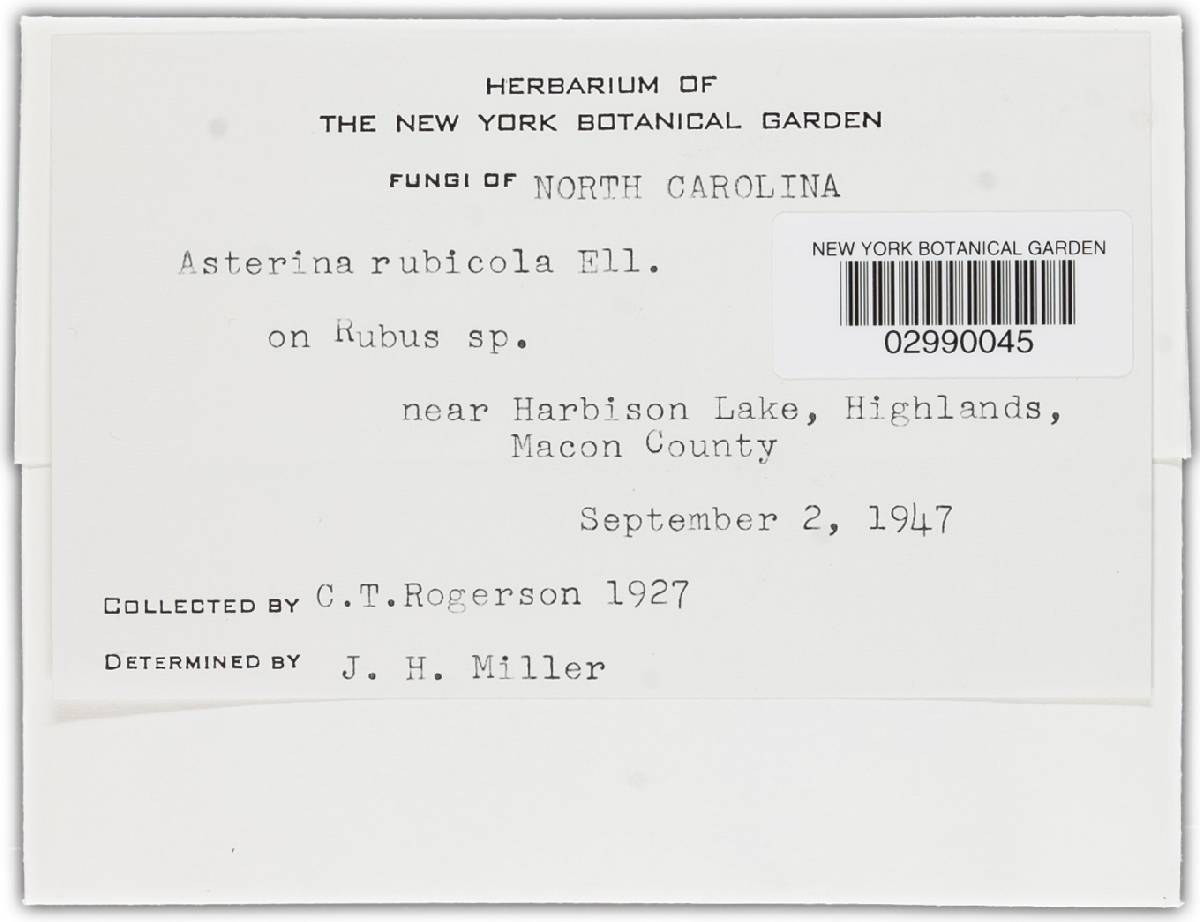 HERBARIUM OF
THE NEW YORK BOTANICAL GARDEN
FUNGI OF NORTH CAROLINA
Asterina rubicola Ell.
NEW YORK BOTANICAL GARDEN
02990045
on Rubus sp.
near Harbison Lake, Highlands,
Macon County
September 2, 1947
COLLECTED BY C.T.Rogerson 1927
DETERMINED BY J. H. Miller